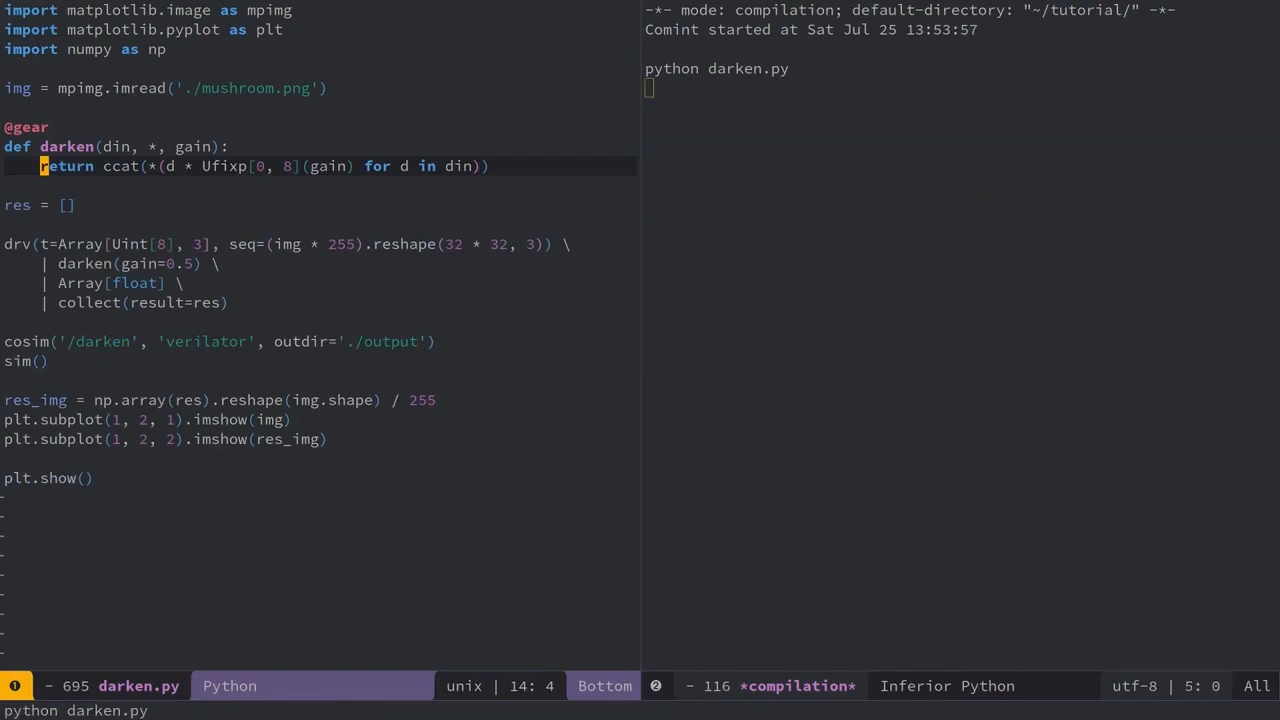 import matplotlib.image as mpimg
import matplotlib.pyplot as plt
import numpy as np
img = mpimg.imread('./mushroom.png')
@gear
def darken(din, *, gain):
    return ccat(*(d * Ufixp[0, 8](gain) for d in din))
res = []
drv(t=Array[Uint[8], 3], seq=(img * 255).reshape(32 * 32, 3)) \
    | darken(gain=0.5) \
    | Array[float] \
    | collect(result=res)
cosim('/darken', 'verilator', outdir='./output')
sim()
res_img = np.array(res).reshape(img.shape) / 255
plt.subplot(1, 2, 1).imshow(img)
plt.subplot(1, 2, 2).imshow(res_img)
plt.show()
~
~
~
~
~
~
~
~
~
❶ - 695 darken.py Python unix | 14: 4 Bottom
-*- mode: compilation; default-directory: "~/tutorial/" -*-
Comint started at Sat Jul 25 13:53:57
python darken.py
❷ - 116 *compilation* Inferior Python utf-8 | 5: 0 All
python darken.py